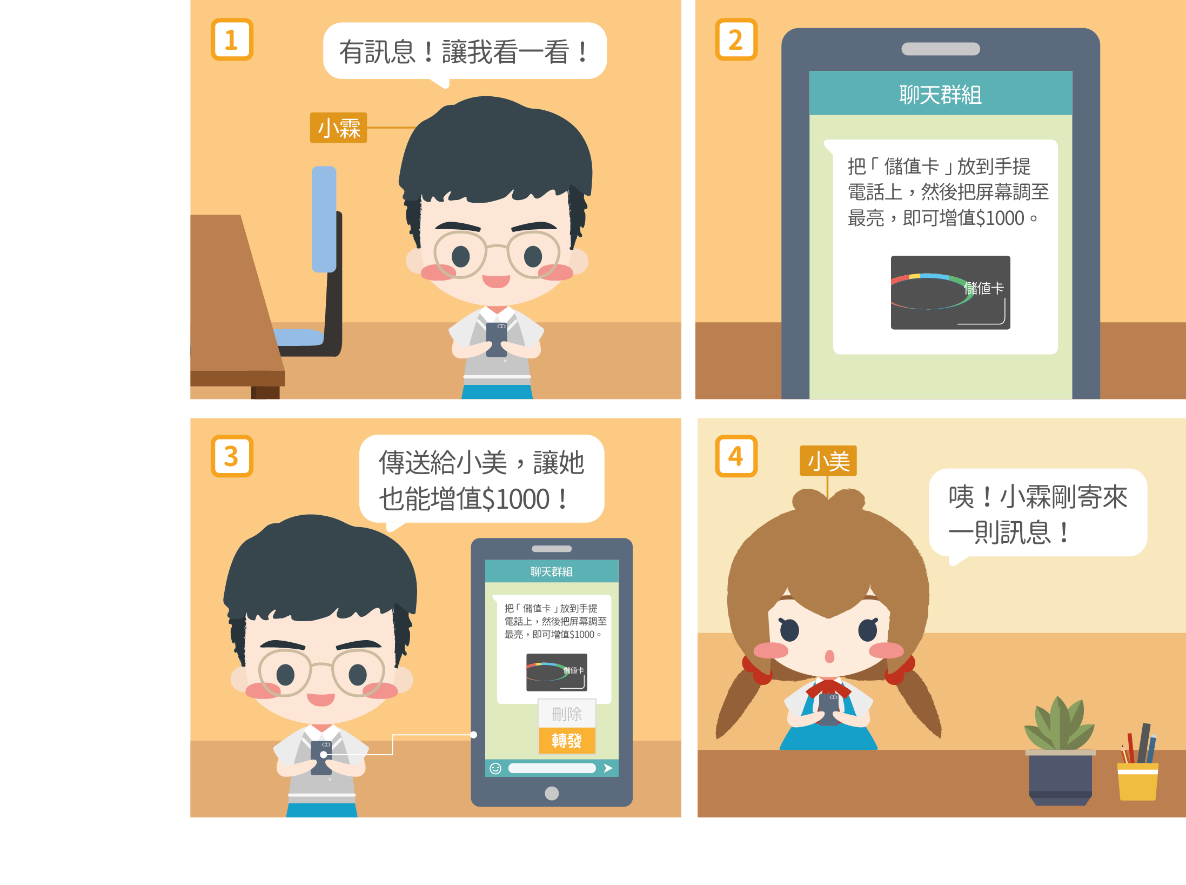 1
有訊息！讓我看一看！
小霖
2
聊天群組
把「儲值卡」放到手提
電話上，然後把屏幕調至
最亮，即可增值$1000。
儲值卡
3
傳送給小美，讓她
也能增值$1000！
聊天群組
把「儲值卡」放到手提
電話上，然後把屏幕調至
最亮，即可增值$1000。
儲值卡
刪除
轉發
4
小美
咦！小霖剛寄來
一則訊息！